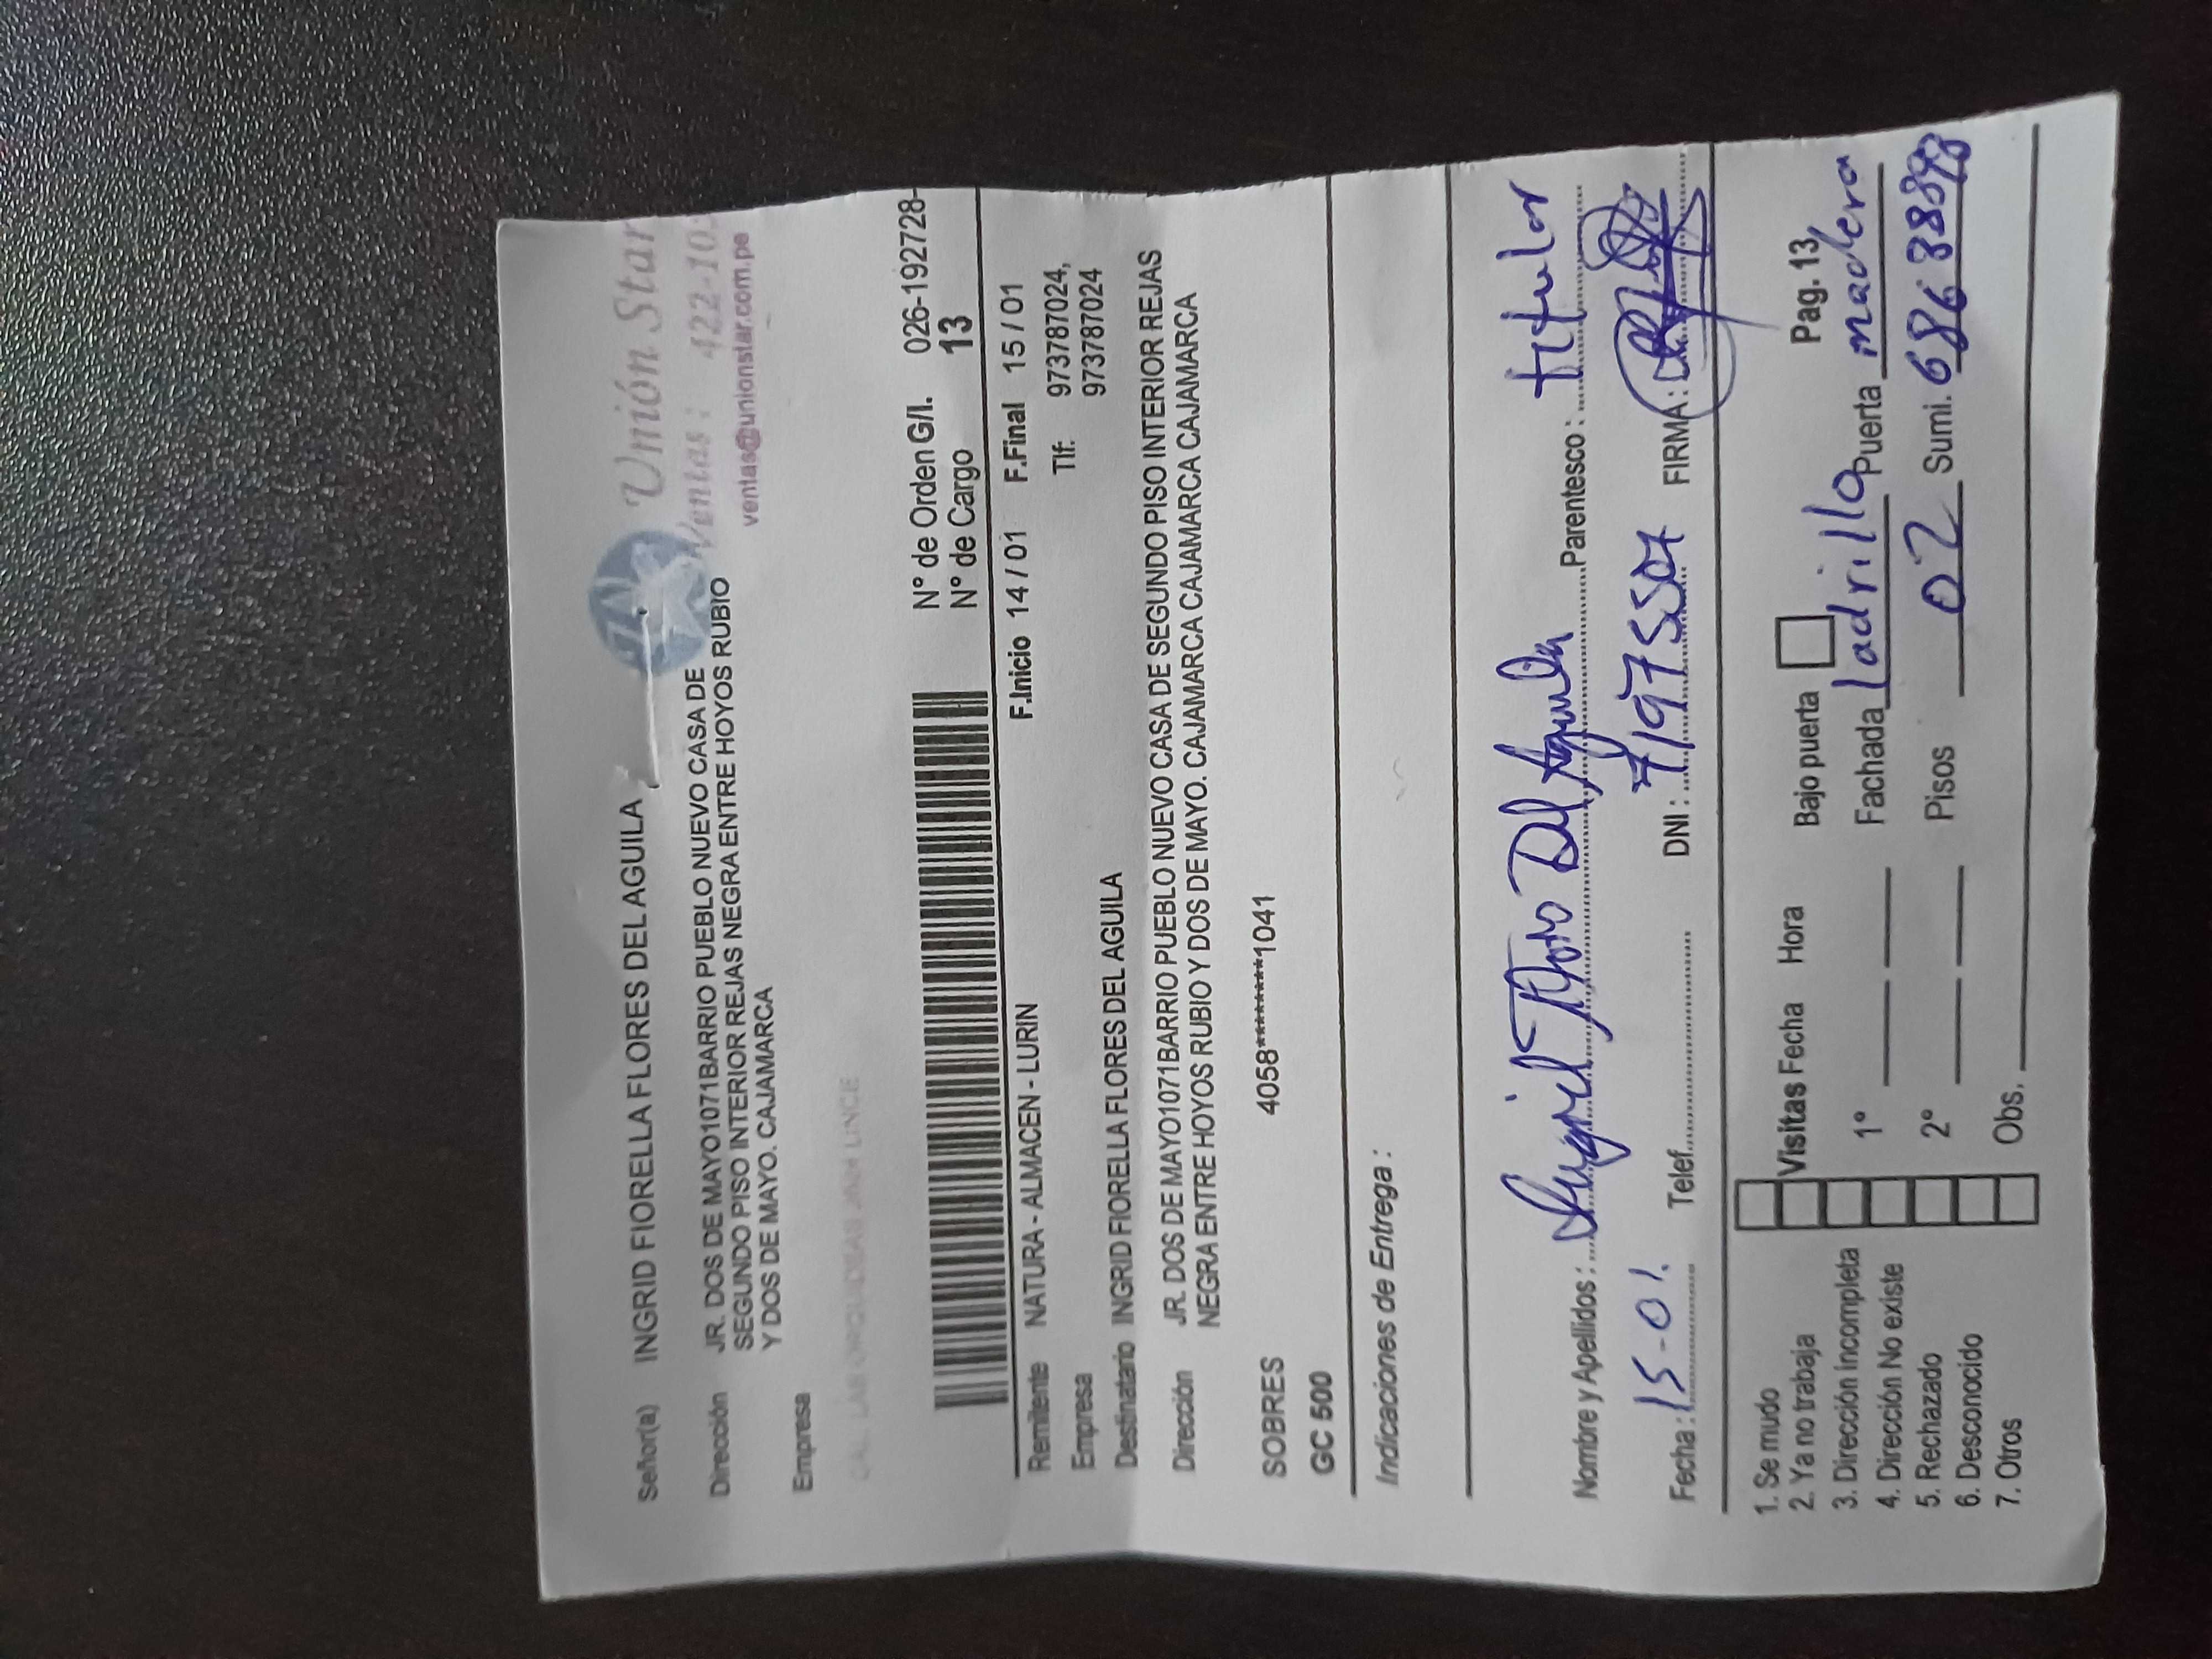 Unión Star
Ventas : 422-10
ventas@unionstar.com.pe
Señor(a) INGRID FIORELLA FLORES DEL AGUILA
Dirección JR. DOS DE MAYO1071BARRIO PUEBLO NUEVO CASA DE
SEGUNDO PISO INTERIOR REJAS NEGRA ENTRE HOYOS RUBIO
Y DOS DE MAYO. CAJAMARCA
Empresa
N° de Orden G/I. 026-192728-
N° de Cargo 13
F.Inicio 14 / 01 F.Final 15 / 01
Remitente NATURA - ALMACEN - LURIN Tlf: 973787024,
Empresa 973787024
Destinatario INGRID FIORELLA FLORES DEL AGUILA
Dirección JR. DOS DE MAYO1071BARRIO PUEBLO NUEVO CASA DE SEGUNDO PISO INTERIOR REJAS
NEGRA ENTRE HOYOS RUBIO Y DOS DE MAYO. CAJAMARCA CAJAMARCA CAJAMARCA
SOBRES 4058********1041
GC 500
Indicaciones de Entrega :
Nombre y Apellidos : Ingrid Flores Del Aguila Parentesco : titular
Fecha : 15-01. Telef. DNI : FIRMA :
1. Se mudo
2. Ya no trabaja Visitas Fecha Hora Bajo puerta Pag. 13,
3. Dirección Incompleta 1° Fachada ladrillo Puerta madera
4. Dirección No existe
5. Rechazado 2° Pisos 02 Sumi.
6. Desconocido
7. Otros Obs.